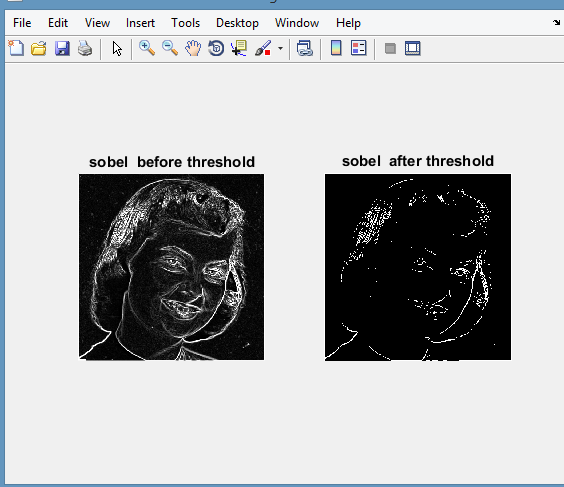 File Edit View Insert Tools Desktop Window Help
sobel before threshold
sobel after threshold